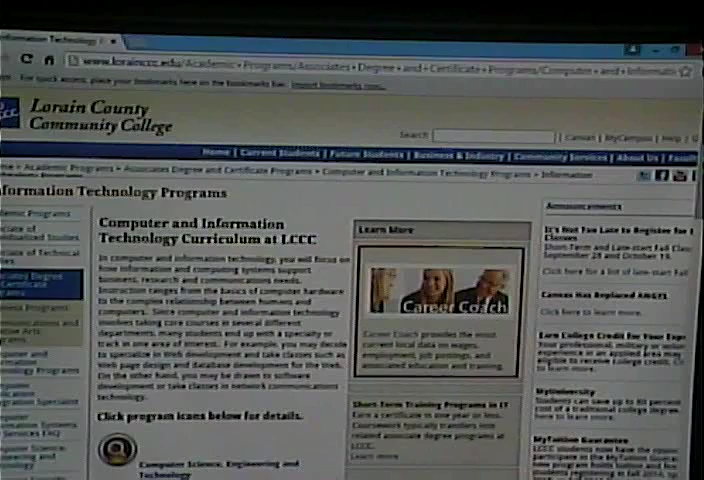 Information Technology
www.lorainccc.edu/Academic+Programs/Associates+Degree+and+Certificate+Programs/Computer+and+Informatio
For quick access, place your bookmarks here on the bookmarks bar. Import bookmarks now...
Lorain County
Community College
Search
Canvas | MyCampus | Help |
Home | Current Students | Future Students | Business & Industry | Community Services | About Us | Facult
> Academic Programs > Associates Degree and Certificate Programs > Computer and Information Technology Programs > Information
formation Technology Programs
Computer and Information
Technology Curriculum at LCCC
In computer and information technology, you will focus on
how information and computing systems support
business, research and communications needs.
Instruction ranges from the basics of computer hardware
to the complex relationship between humans and
computers. Since computer and information technology
involves taking core courses in several different
departments, many students end up with a specialty or
track in one area of interest. For example, you may decide
to specialize in Web development and take classes such as
Web page design and database development for the Web.
On the other hand, you may be drawn to software
development or take classes in network communications
technology.
Click program icons below for details.
Computer Science, Engineering and
Technology
Learn More
Career Coach
Career Coach provides the most
current local data on wages,
employment, job postings, and
associated education and training.
Short-Term Training Programs in IT
Earn a certificate in one year or less.
Coursework typically transfers into
related associate degree programs at
LCCC.
Learn more
Announcements
It's Not Too Late to Register for
Classes
Short-Term and Late-start Fall Clas
September 28 and October 19.
Click here for a list of late-start Fall
Canvas Has Replaced ANGEL
Click here to learn more.
Earn College Credit for Your Expe
Your professional, military or
experience in an applied area may
eligible to receive college credit.
to learn more.
MyUniversity
Students can save up to 80 percent
cost of a traditional college degree
here to learn more.
MyTuition Guarantee
LCCC students now have the
participate in the MyTuition Guaran